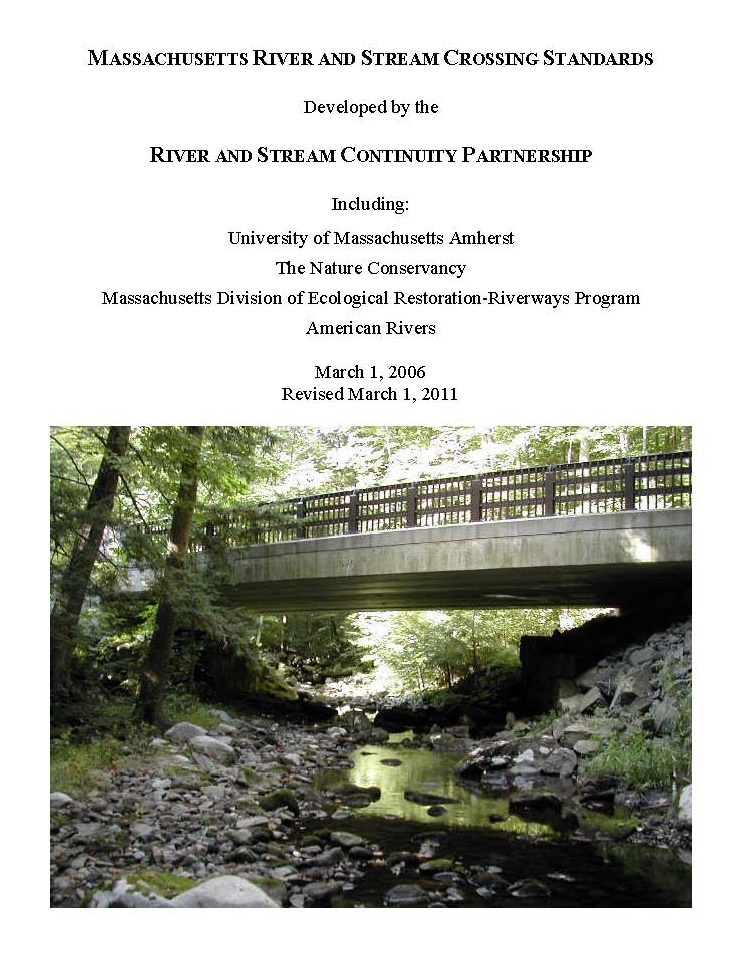 MASSACHUSETTS RIVER AND STREAM CROSSING STANDARDS
Developed by the
RIVER AND STREAM CONTINUITY PARTNERSHIP
Including:
University of Massachusetts Amherst
The Nature Conservancy
Massachusetts Division of Ecological Restoration-Riverways Program
American Rivers
March 1, 2006
Revised March 1, 2011